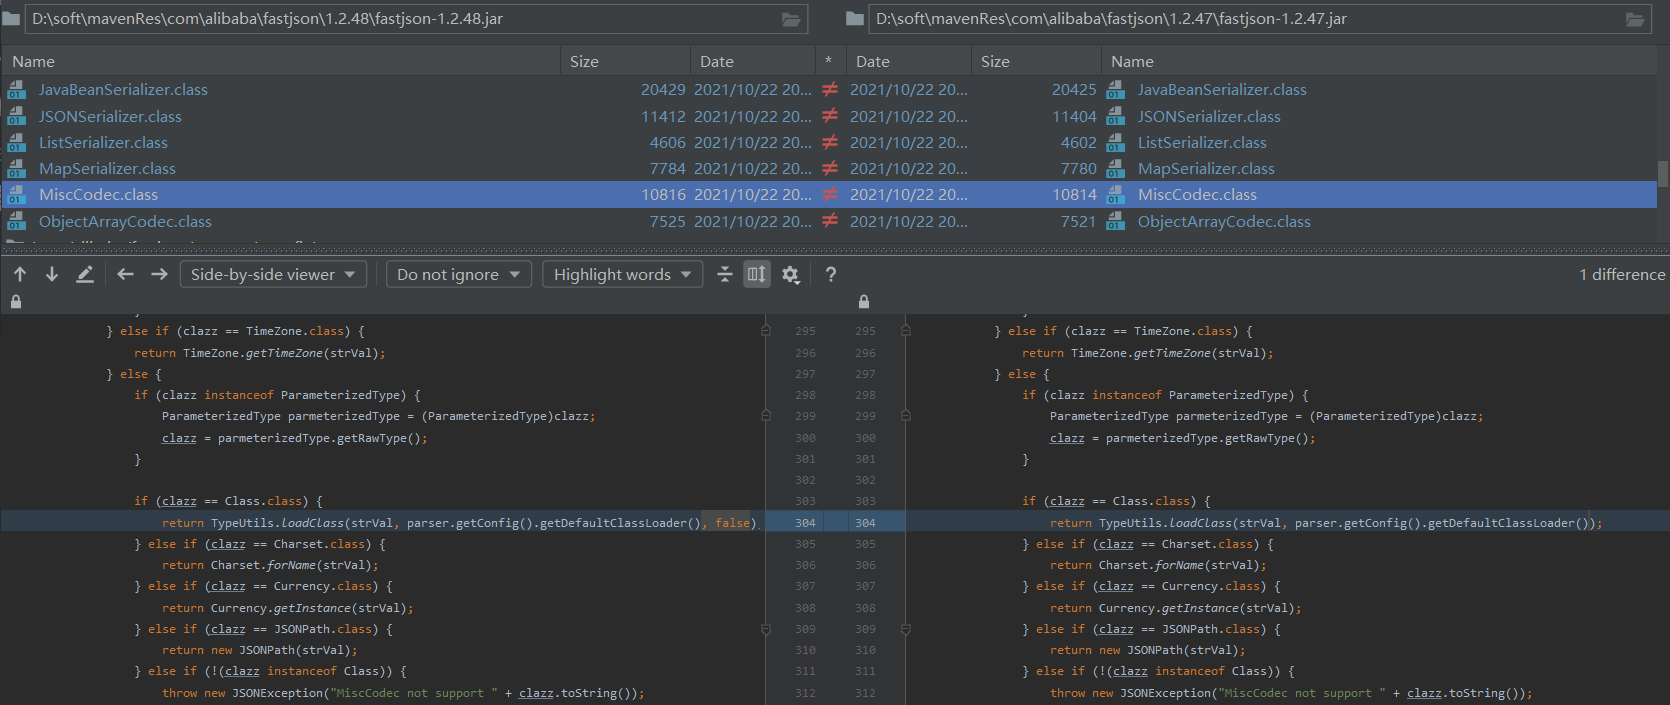 D:\soft\mavenRes\com\alibaba\fastjson\1.2.48\fastjson-1.2.48.jar D:\soft\mavenRes\com\alibaba\fastjson\1.2.47\fastjson-1.2.47.jar
Name Size Date * Date Size Name
JavaBeanSerializer.class 20429 2021/10/22 20... ≠ 2021/10/22 20... 20425 JavaBeanSerializer.class
JSONSerializer.class 11412 2021/10/22 20... ≠ 2021/10/22 20... 11404 JSONSerializer.class
ListSerializer.class 4606 2021/10/22 20... ≠ 2021/10/22 20... 4602 ListSerializer.class
MapSerializer.class 7784 2021/10/22 20... ≠ 2021/10/22 20... 7780 MapSerializer.class
MiscCodec.class 10816 2021/10/22 20... ≠ 2021/10/22 20... 10814 MiscCodec.class
ObjectArrayCodec.class 7525 2021/10/22 20... ≠ 2021/10/22 20... 7521 ObjectArrayCodec.class
Side-by-side viewer Do not ignore Highlight words ? 1 difference
} else if (clazz == TimeZone.class) { 295 295 } else if (clazz == TimeZone.class) {
return TimeZone.getTimeZone(strVal); 296 296 return TimeZone.getTimeZone(strVal);
} else { 297 297 } else {
if (clazz instanceof ParameterizedType) { 298 298 if (clazz instanceof ParameterizedType) {
ParameterizedType parmeterizedType = (ParameterizedType)clazz; 299 299 ParameterizedType parmeterizedType = (ParameterizedType)clazz;
clazz = parmeterizedType.getRawType(); 300 300 clazz = parmeterizedType.getRawType();
} 301 301 }
302 302
if (clazz == Class.class) { 303 303 if (clazz == Class.class) {
return TypeUtils.loadClass(strVal, parser.getConfig().getDefaultClassLoader(), false) 304 304 return TypeUtils.loadClass(strVal, parser.getConfig().getDefaultClassLoader());
} else if (clazz == Charset.class) { 305 305 } else if (clazz == Charset.class) {
return Charset.forName(strVal); 306 306 return Charset.forName(strVal);
} else if (clazz == Currency.class) { 307 307 } else if (clazz == Currency.class) {
return Currency.getInstance(strVal); 308 308 return Currency.getInstance(strVal);
} else if (clazz == JSONPath.class) { 309 309 } else if (clazz == JSONPath.class) {
return new JSONPath(strVal); 310 310 return new JSONPath(strVal);
} else if (!(clazz instanceof Class)) { 311 311 } else if (!(clazz instanceof Class)) {
throw new JSONException("MiscCodec not support " + clazz.toString()); 312 312 throw new JSONException("MiscCodec not support " + clazz.toString());